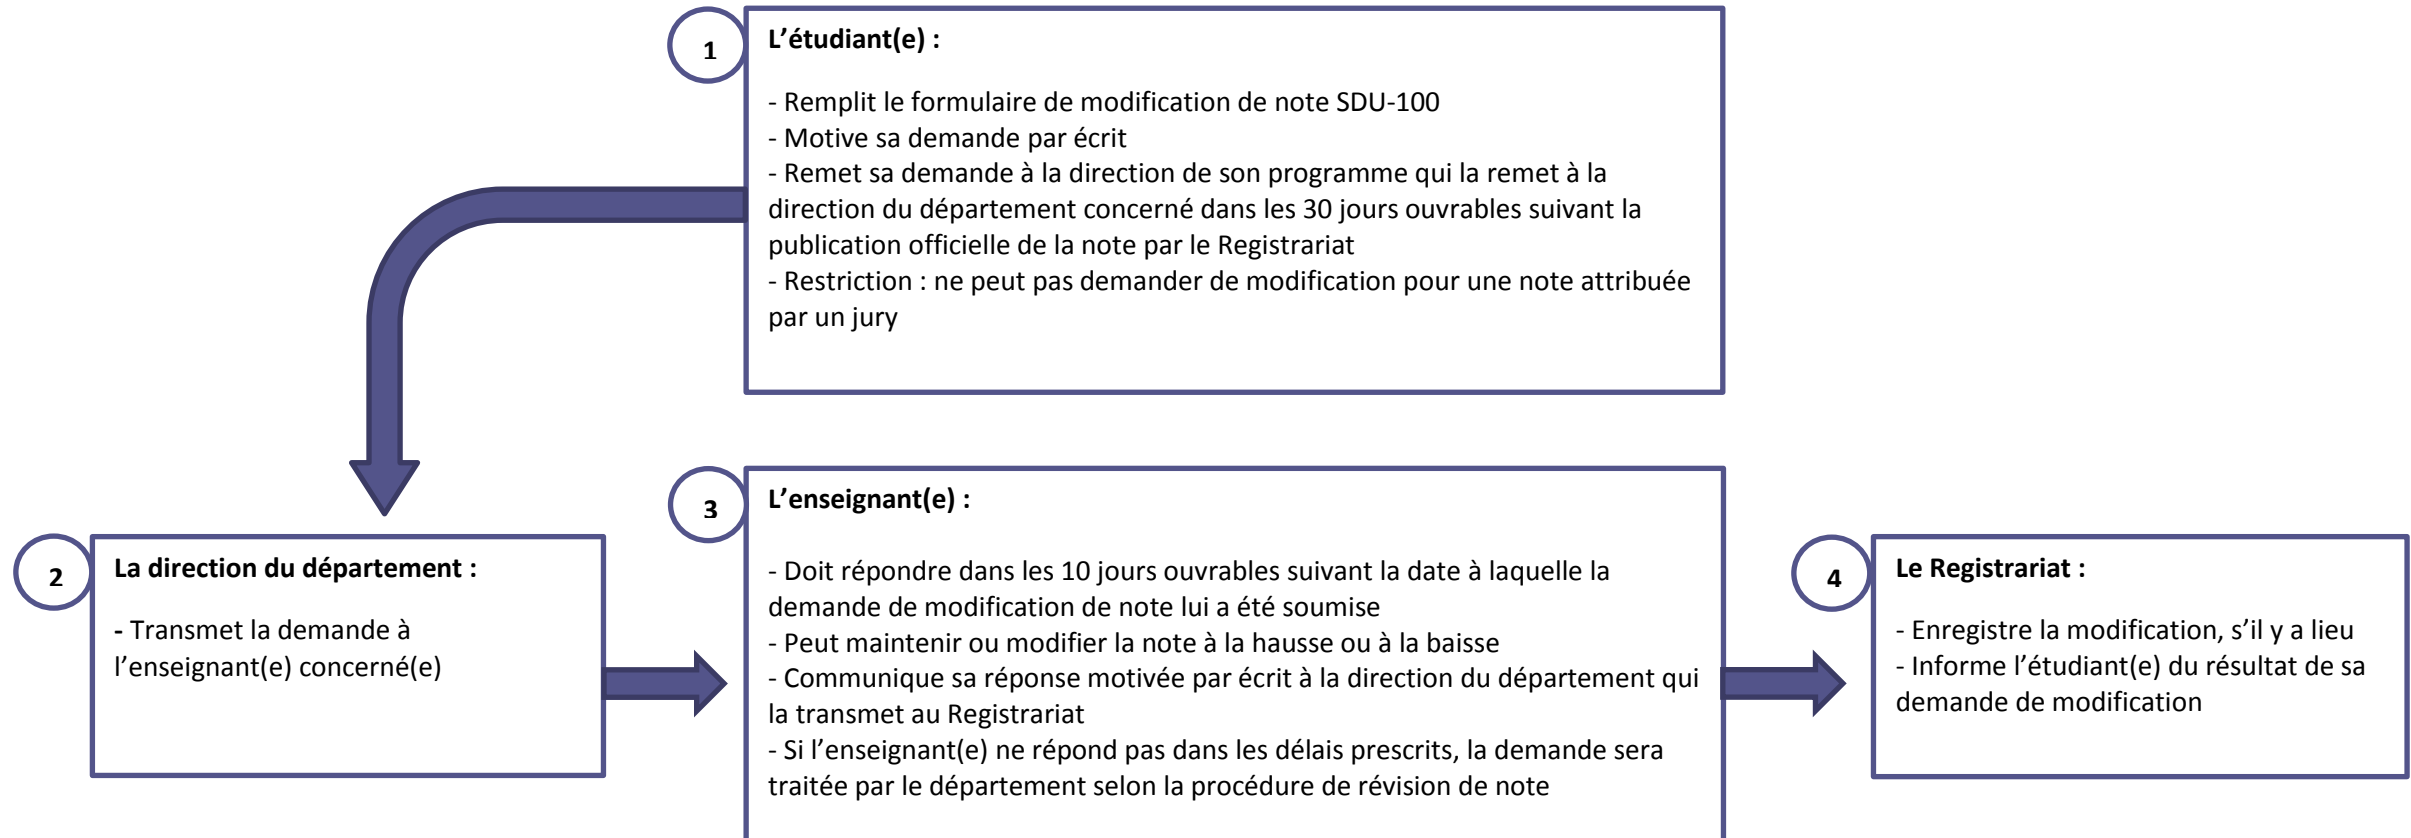 1
L’étudiant(e) :
- Remplit le formulaire de modification de note SDU-100
- Motive sa demande par écrit
- Remet sa demande à la direction de son programme qui la remet à la
direction du département concerné dans les 30 jours ouvrables suivant la
publication officielle de la note par le Registrariat
- Restriction : ne peut pas demander de modification pour une note attribuée
par un jury
2
La direction du département :
- Transmet la demande à
l’enseignant(e) concerné(e)
3
L’enseignant(e) :
- Doit répondre dans les 10 jours ouvrables suivant la date à laquelle la
demande de modification de note lui a été soumise
- Peut maintenir ou modifier la note à la hausse ou à la baisse
- Communique sa réponse motivée par écrit à la direction du département qui
la transmet au Registrariat
- Si l’enseignant(e) ne répond pas dans les délais prescrits, la demande sera
traitée par le département selon la procédure de révision de note
4
Le Registrariat :
- Enregistre la modification, s’il y a lieu
- Informe l’étudiant(e) du résultat de sa
demande de modification